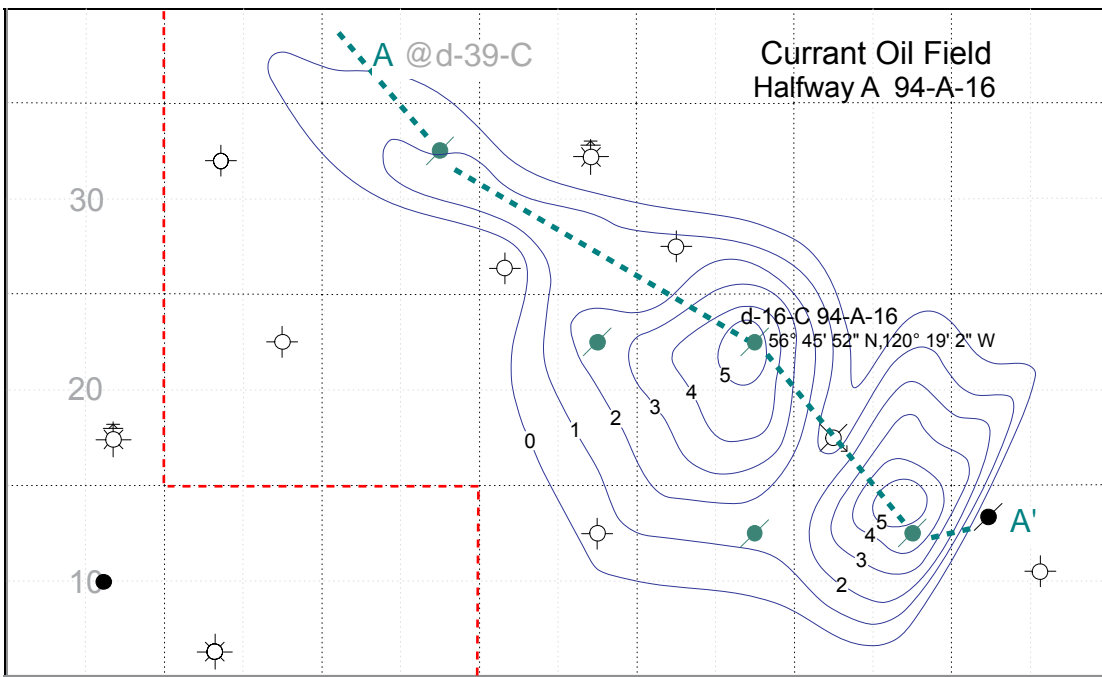 Currant Oil Field
Halfway A 94-A-16
A @d-39-C
30
d-16-C 94-A-16
56° 45' 52" N,120° 19' 2" W
5
4
20
3
2
1
0
5
A'
4
3
2
10